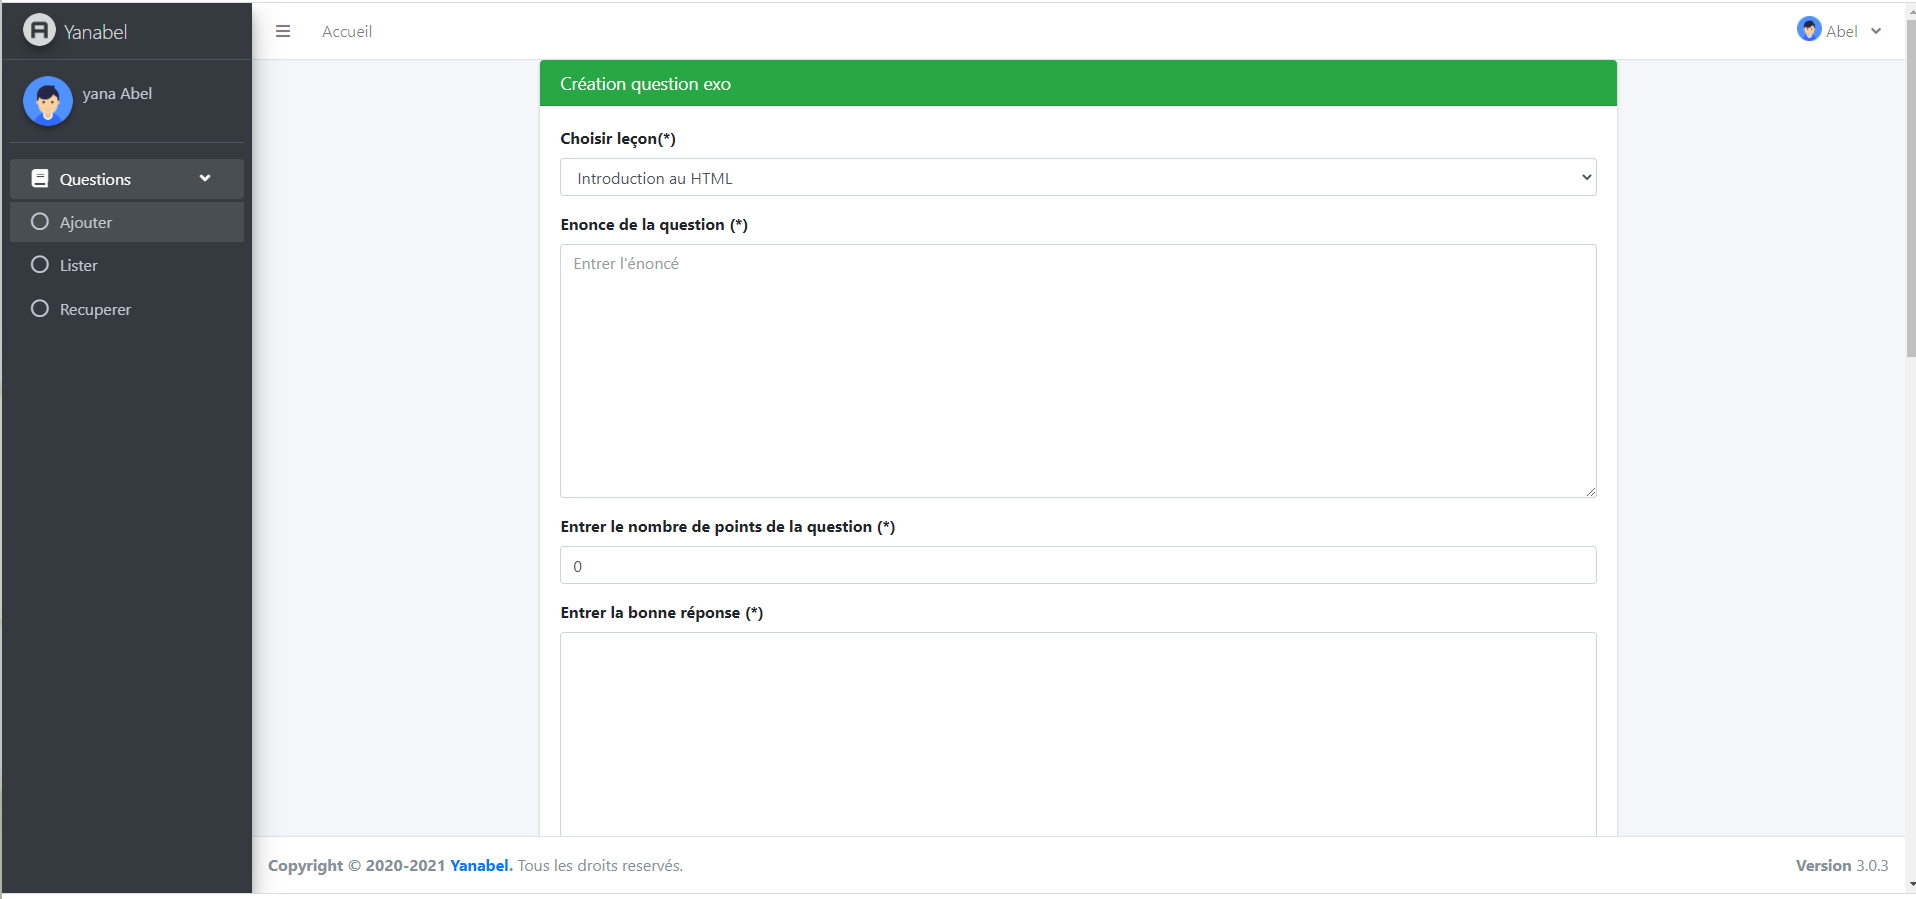 Yanabel
Accueil
Abel
yana Abel
Questions
Ajouter
Lister
Recuperer
Création question exo
Choisir leçon(*)
Introduction au HTML
Enonce de la question (*)
Entrer l'énoncé
Entrer le nombre de points de la question (*)
0
Entrer la bonne réponse (*)
Copyright © 2020-2021 Yanabel. Tous les droits reservés.
Version 3.0.3